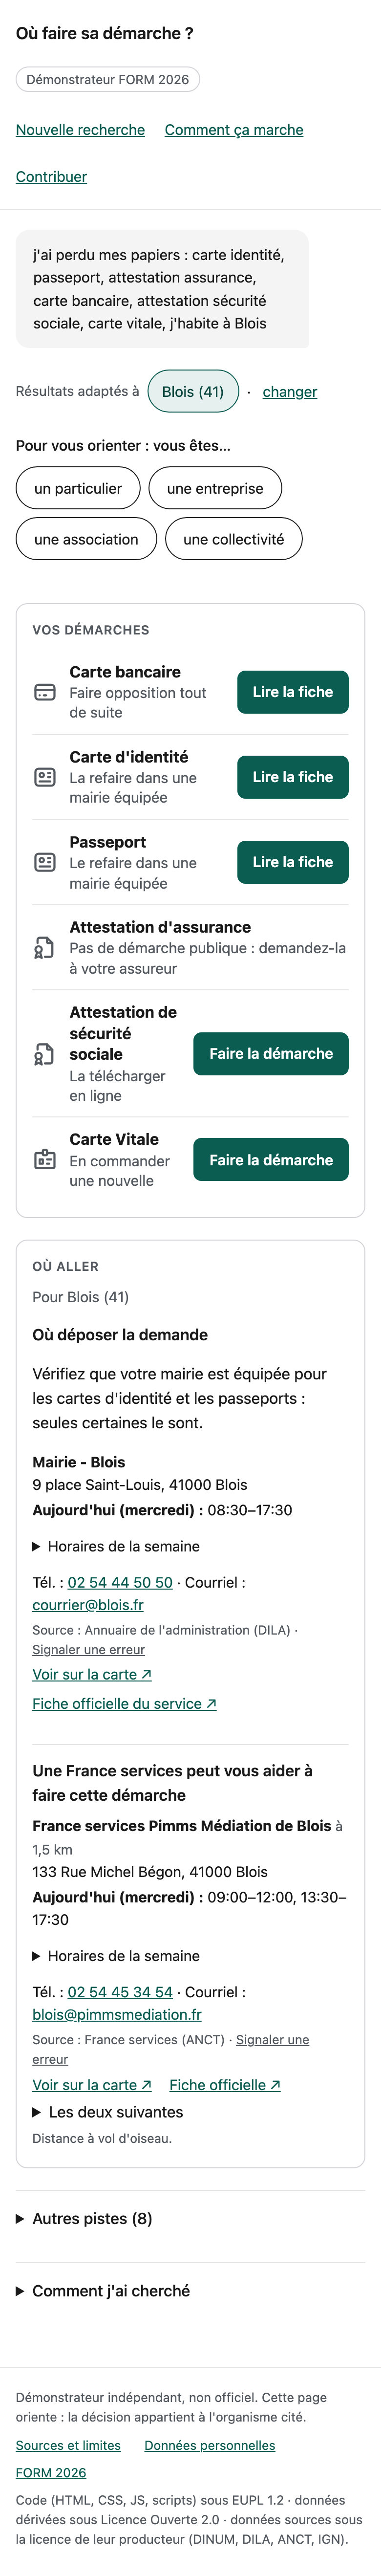 Où faire sa démarche ?
Démonstrateur FORM 2026
Nouvelle recherche Comment ça marche
Contribuer
j'ai perdu mes papiers : carte identité,
passeport, attestation assurance,
carte bancaire, attestation sécurité
sociale, carte vitale, j'habite à Blois
Résultats adaptés à Blois (41) · changer
Pour vous orienter : vous êtes...
un particulier une entreprise
une association une collectivité
VOS DÉMARCHES
Carte bancaire
Faire opposition tout
de suite
Lire la fiche
Carte d'identité
La refaire dans une
mairie équipée
Lire la fiche
Passeport
Le refaire dans une
mairie équipée
Lire la fiche
Attestation d'assurance
Pas de démarche publique : demandez-la
à votre assureur
Attestation de
sécurité
sociale
La télécharger
en ligne
Faire la démarche
Carte Vitale
En commander
une nouvelle
Faire la démarche
OÙ ALLER
Pour Blois (41)
Où déposer la demande
Vérifiez que votre mairie est équipée pour
les cartes d'identité et les passeports :
seules certaines le sont.
Mairie - Blois
9 place Saint-Louis, 41000 Blois
Aujourd'hui (mercredi) : 08:30–17:30
▶ Horaires de la semaine
Tél. : 02 54 44 50 50 · Courriel :
courrier@blois.fr
Source : Annuaire de l'administration (DILA) ·
Signaler une erreur
Voir sur la carte ↗
Fiche officielle du service ↗
Une France services peut vous aider à
faire cette démarche
France services Pimms Médiation de Blois à
1,5 km
133 Rue Michel Bégon, 41000 Blois
Aujourd'hui (mercredi) : 09:00–12:00, 13:30–
17:30
▶ Horaires de la semaine
Tél. : 02 54 45 34 54 · Courriel :
blois@pimmsmediation.fr
Source : France services (ANCT) · Signaler une
erreur
Voir sur la carte ↗ Fiche officielle ↗
▶ Les deux suivantes
Distance à vol d'oiseau.
▶ Autres pistes (8)
▶ Comment j'ai cherché
Démonstrateur indépendant, non officiel. Cette page
oriente : la décision appartient à l'organisme cité.
Sources et limites Données personnelles
FORM 2026
Code (HTML, CSS, JS, scripts) sous EUPL 1.2 · données
dérivées sous Licence Ouverte 2.0 · données sources sous
la licence de leur producteur (DINUM, DILA, ANCT, IGN).